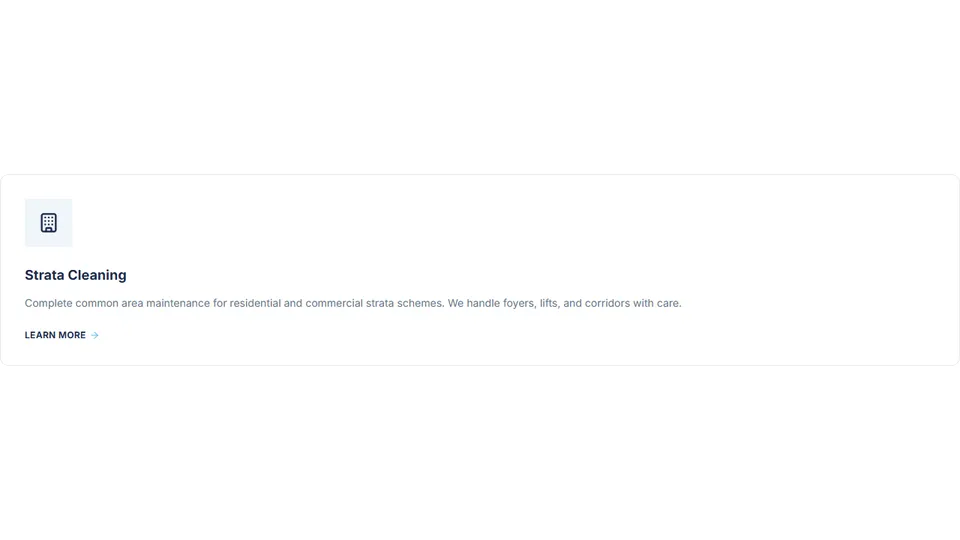 Strata Cleaning
Complete common area maintenance for residential and commercial strata schemes. We handle foyers, lifts, and corridors with care.
LEARN MORE